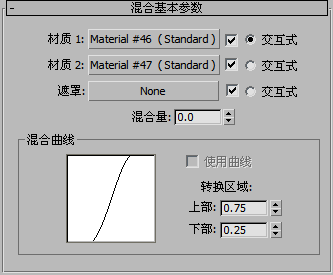 - 混合基本参数
材质 1: Material #46 (Standard) 交互式
材质 2: Material #47 (Standard) 交互式
遮罩: None 交互式
混合量: 0.0
混合曲线
使用曲线
转换区域:
上部: 0.75
下部: 0.25